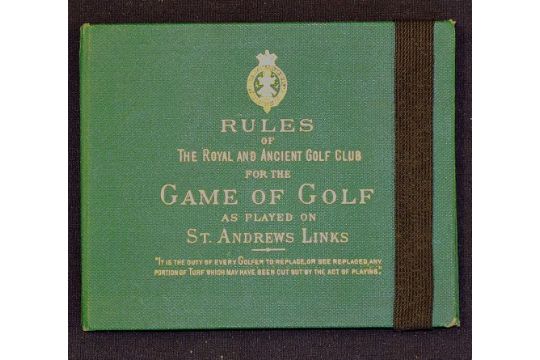 RULES
OF
THE ROYAL AND ANCIENT GOLF CLUB
FOR THE
GAME OF GOLF
AS PLAYED ON
ST. ANDREWS LINKS
"IT IS THE DUTY OF EVERY GOLFER TO REPLACE, OR SEE REPLACED, ANY
PORTION OF TURF WHICH MAY HAVE BEEN CUT OUT BY THE ACT OF PLAYING."